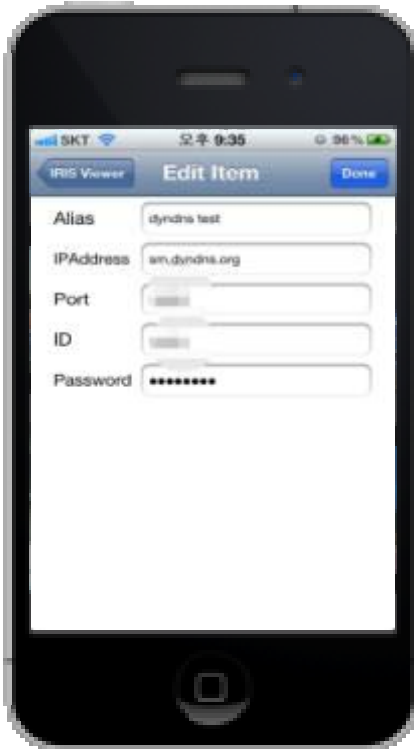 SKT 오후 9:35 96%
IRIS Viewer Edit Item Done
Alias dyndns test
IPAddress sm.dyndns.org
Port
ID
Password ••••••••